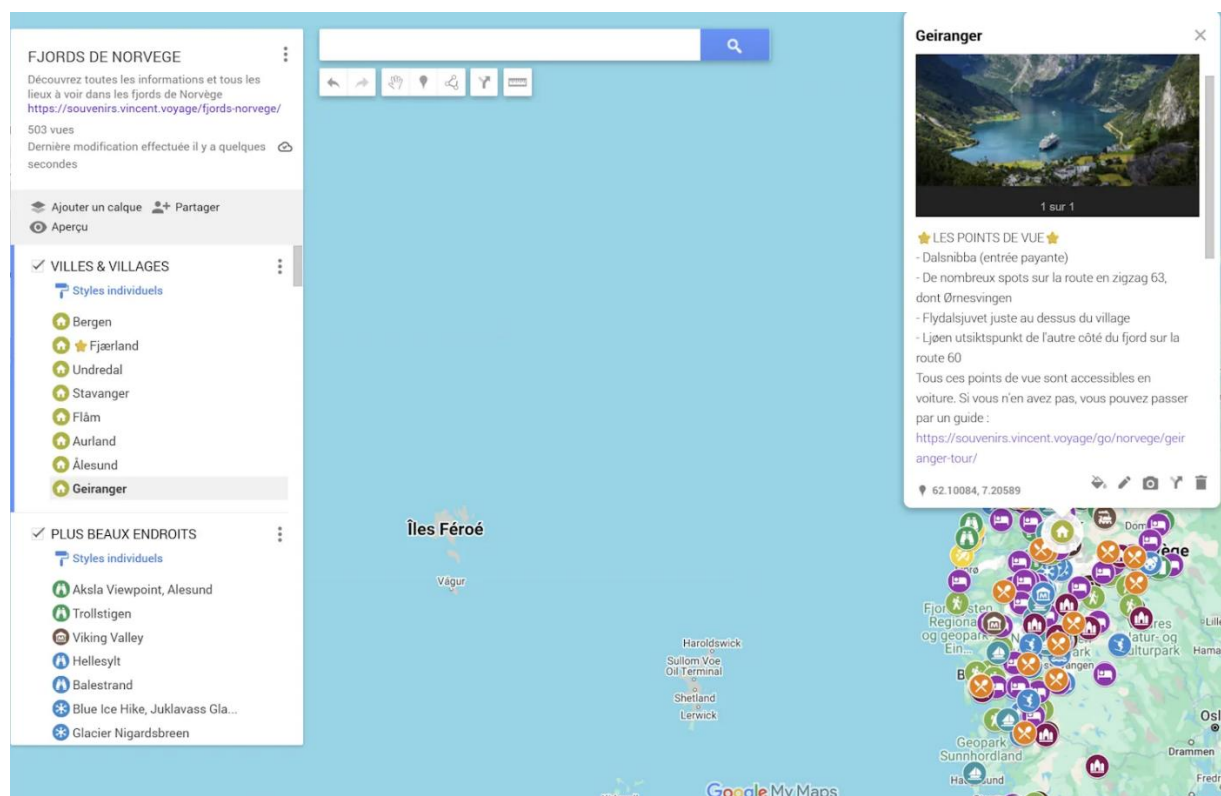 FJORDS DE NORVEGE
Découvrez toutes les informations et tous les
lieux à voir dans les fjords de Norvège
https://souvenirs.vincent.voyage/fjords-norvege/
503 vues
Dernière modification effectuée il y a quelques
secondes
Ajouter un calque Partager
Aperçu
VILLES & VILLAGES
Styles individuels
Bergen
Fjærland
Undredal
Stavanger
Flåm
Aurland
Ålesund
Geiranger
PLUS BEAUX ENDROITS
Styles individuels
Aksla Viewpoint, Alesund
Trollstigen
Viking Valley
Hellesylt
Balestrand
Blue Ice Hike, Juklavass Gla...
Glacier Nigardsbreen
Îles Féroé
Vágur
Haroldswick
Sullom Voe
Oil Terminal
Shetland
Lerwick
Google My Maps
Geiranger
1 sur 1
LES POINTS DE VUE
- Dalsnibba (entrée payante)
- De nombreux spots sur la route en zigzag 63,
dont Ørnesvingen
- Flydalsjuvet juste au dessus du village
- Ljøen utsiktspunkt de l'autre côté du fjord sur la
route 60
Tous ces points de vue sont accessibles en
voiture. Si vous n'en avez pas, vous pouvez passer
par un guide :
https://souvenirs.vincent.voyage/go/norvege/geir
anger-tour/
62.10084, 7.20589
Geopark
Sunnhordland
Drammen